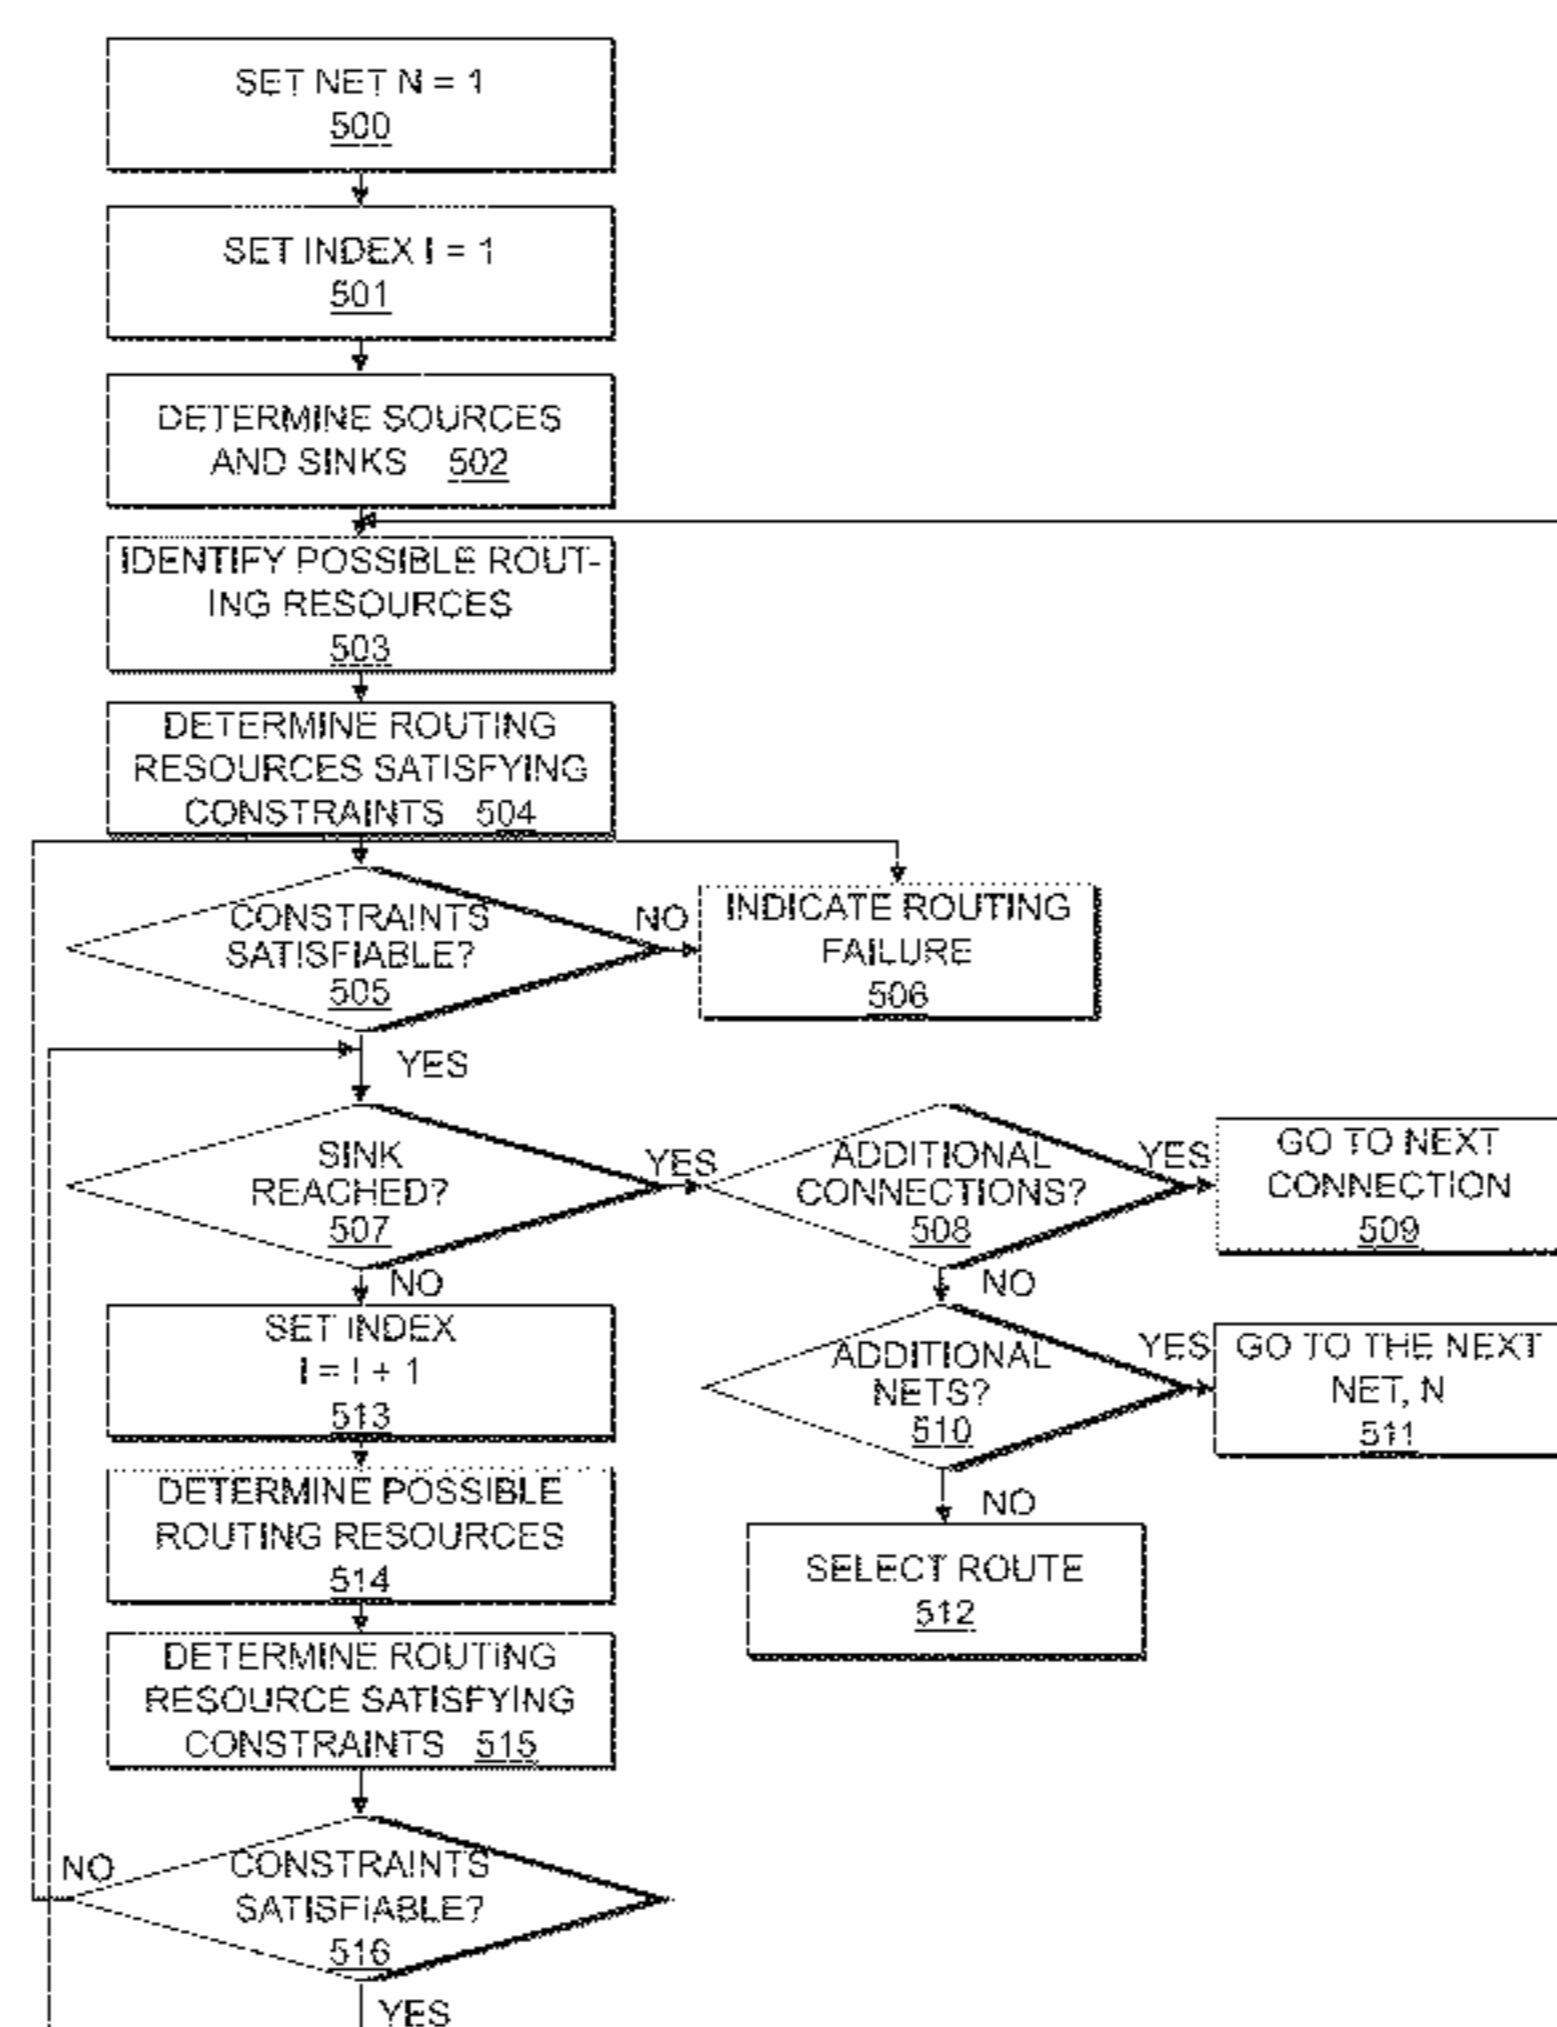 SET NET N = 1
500
SET INDEX I = 1
501
DETERMINE SOURCES
AND SINKS 502
IDENTIFY POSSIBLE ROUT-
ING RESOURCES
503
DETERMINE ROUTING
RESOURCES SATISFYING
CONSTRAINTS 504
CONSTRAINTS
SATISFIABLE?
505
NO
INDICATE ROUTING
FAILURE
506
YES
SINK
REACHED?
507
YES
ADDITIONAL
CONNECTIONS?
508
YES
GO TO NEXT
CONNECTION
509
NO
SET INDEX
I = I + 1
513
NO
ADDITIONAL
NETS?
510
YES
GO TO THE NEXT
NET, N
511
DETERMINE POSSIBLE
ROUTING RESOURCES
514
NO
SELECT ROUTE
512
DETERMINE ROUTING
RESOURCE SATISFYING
CONSTRAINTS 515
NO
CONSTRAINTS
SATISFIABLE?
516
YES